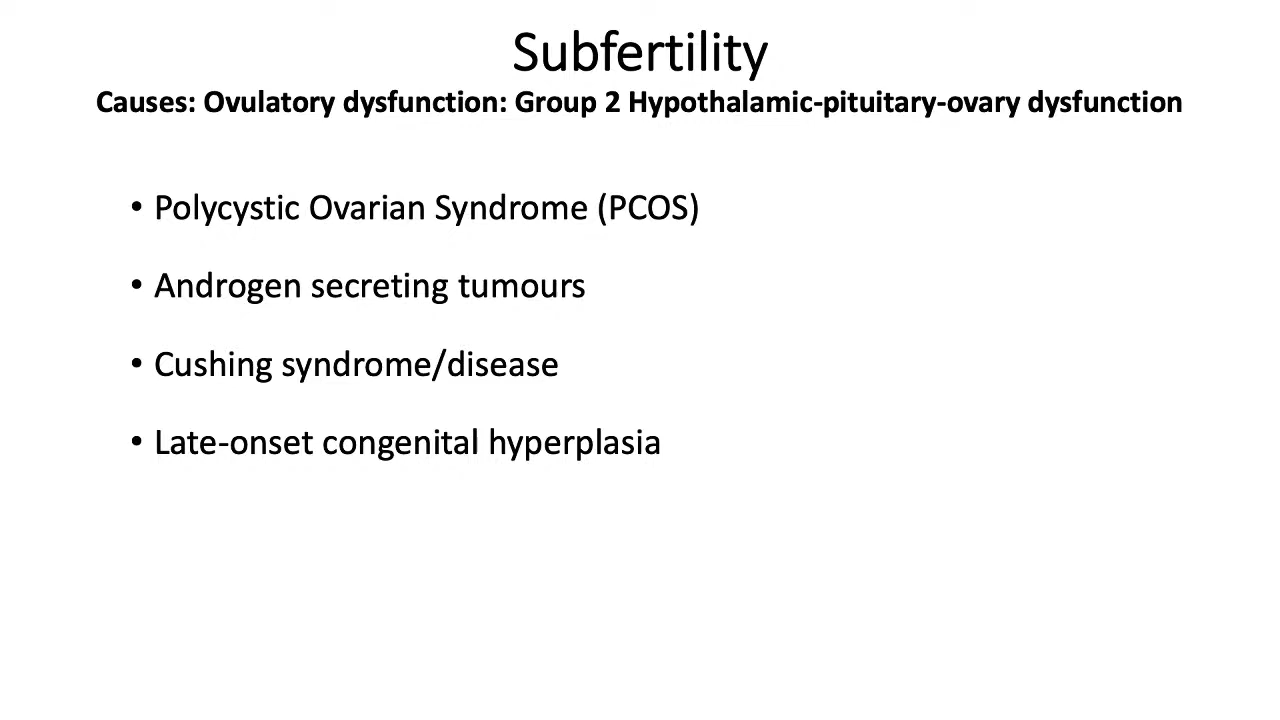 Subfertility
Causes: Ovulatory dysfunction: Group 2 Hypothalamic-pituitary-ovary dysfunction
• Polycystic Ovarian Syndrome (PCOS)
• Androgen secreting tumours
• Cushing syndrome/disease
• Late-onset congenital hyperplasia